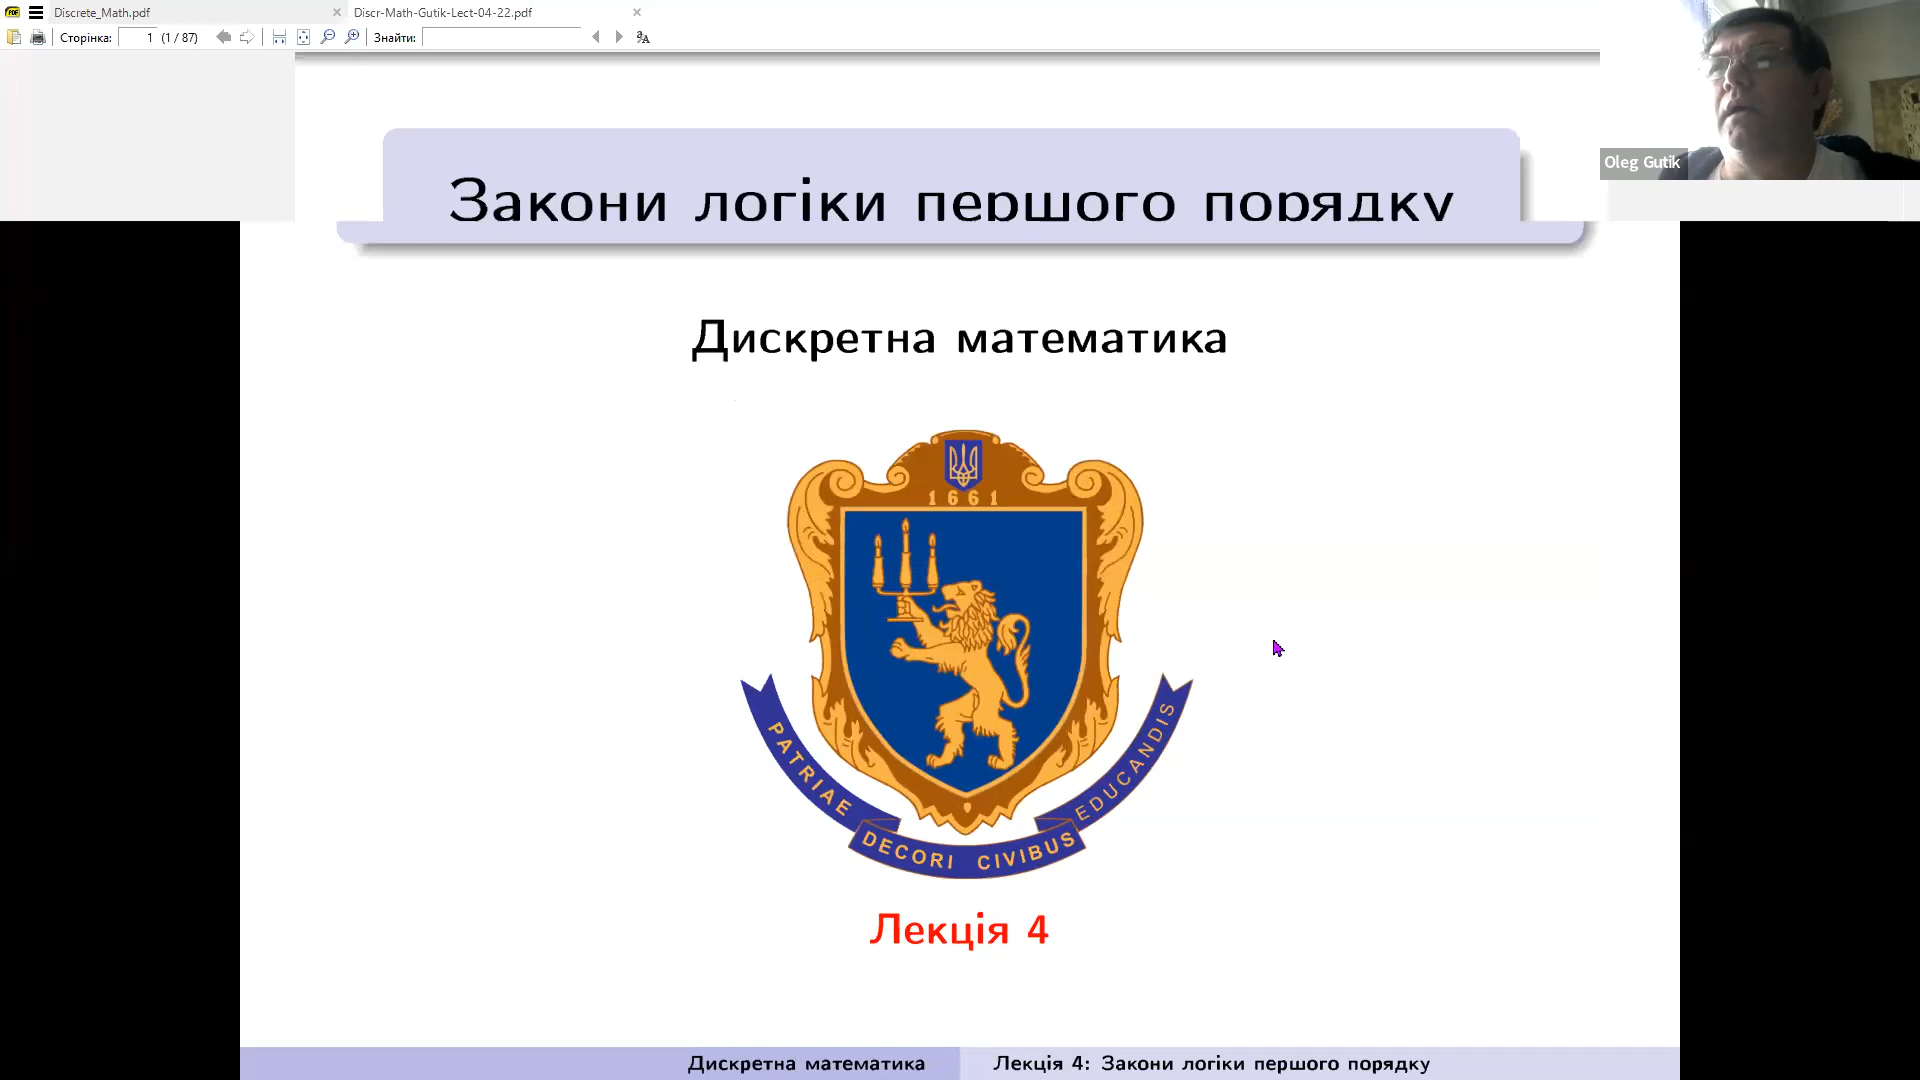 Discrete_Math.pdf
Discr-Math-Gutik-Lect-04-22.pdf
Сторінка: 1 (1 / 87) Знайти:
Oleg Gutik
Закони логіки першого порядку
Дискретна математика
1661
PATRIAE DECORI CIVIBUS EDUCANDIS
Лекція 4
Дискретна математика
Лекція 4: Закони логіки першого порядку